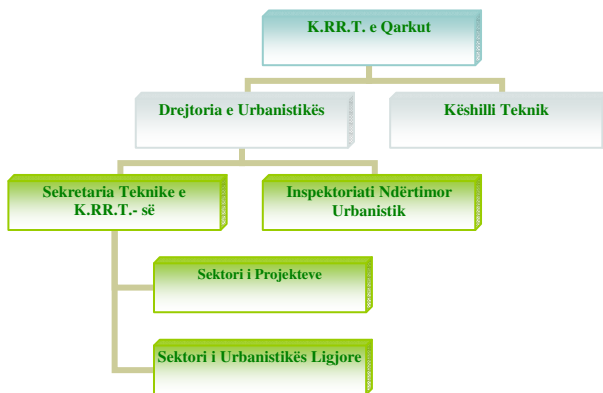 K.RR.T. e Qarkut
Drejtoria e Urbanistikës
Këshilli Teknik
Sekretaria Teknike e
K.RR.T.- së
Inspektoriati Ndërtimor
Urbanistik
Sektori i Projekteve
Sektori i Urbanistikës Ligjore